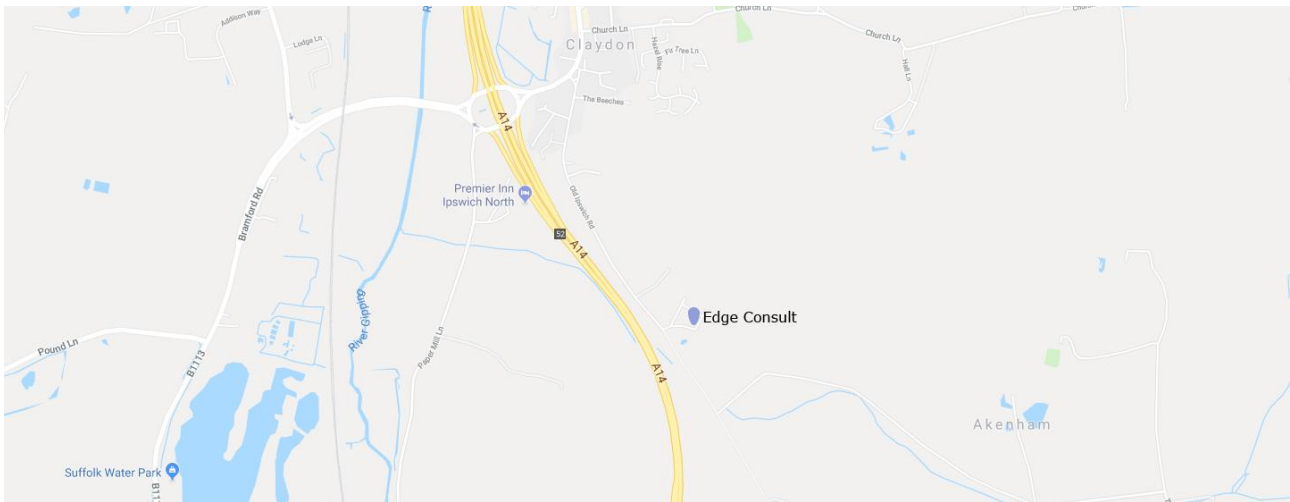 Addison Way
Lodge Ln
Church Ln
Claydon
Hazel Rise
Fir Tree Ln
Church Ln
Church Ln
Hall Ln
The Beeches
A14
Bramford Rd
Premier Inn
Ipswich North
Old Ipswich Rd
52
A14
River Gipping
Edge Consult
Paper Mill Ln
Pound Ln
B1113
A14
Akenham
Suffolk Water Park